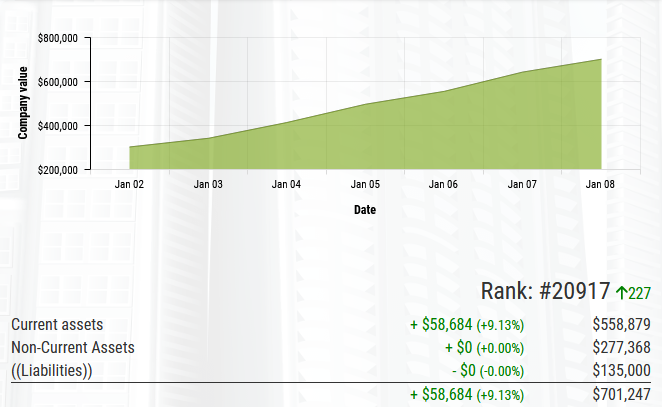 $800,000
$600,000
$400,000
$200,000
Company value
Jan 02 Jan 03 Jan 04 Jan 05 Jan 06 Jan 07 Jan 08
Date
Rank: #20917 ↑227
Current assets + $58,684 (+9.13%) $558,879
Non-Current Assets + $0 (+0.00%) $277,368
((Liabilities)) - $0 (-0.00%) $135,000
+ $58,684 (+9.13%) $701,247